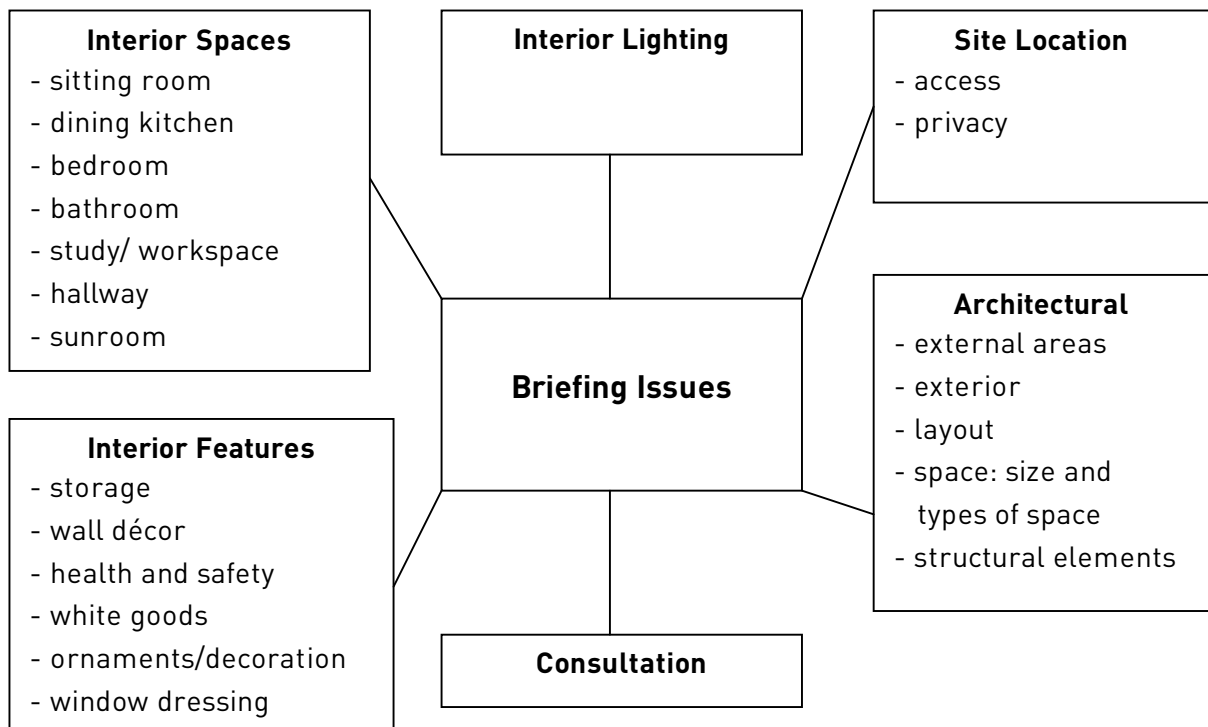 Interior Spaces
- sitting room
- dining kitchen
- bedroom
- bathroom
- study/ workspace
- hallway
- sunroom
Interior Lighting
Site Location
- access
- privacy
Briefing Issues
Architectural
- external areas
- exterior
- layout
- space: size and
types of space
- structural elements
Interior Features
- storage
- wall décor
- health and safety
- white goods
- ornaments/decoration
- window dressing
Consultation